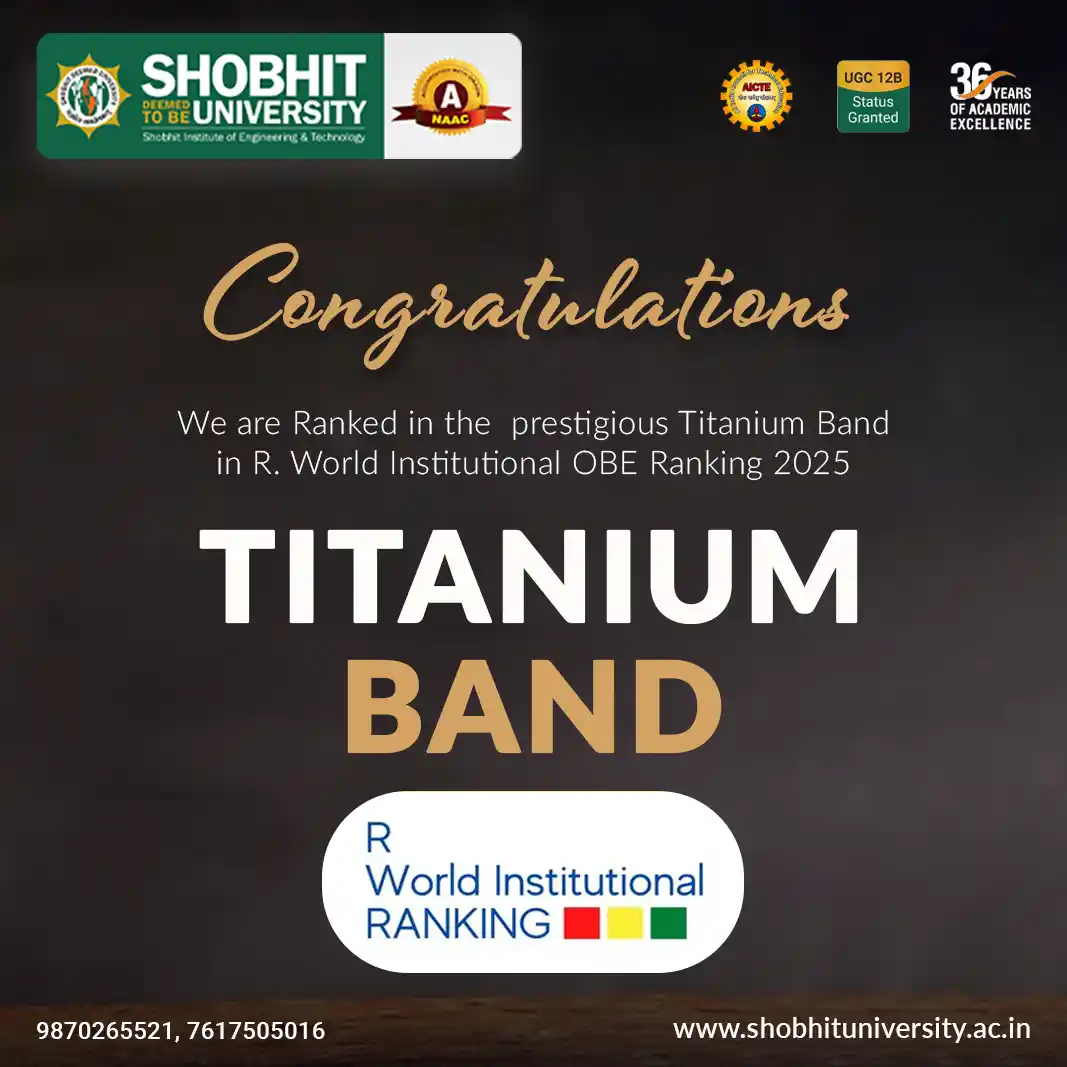 SHOBHIT
DEEMED
TO BE UNIVERSITY
Shobhit Institute of Engineering & Technology
A
NAAC
AICTE
UGC 12B
Status
Granted
36 YEARS
OF ACADEMIC
EXCELLENCE
Congratulations
We are Ranked in the prestigious Titanium Band
in R. World Institutional OBE Ranking 2025
TITANIUM
BAND
R
World Institutional
RANKING
9870265521, 7617505016
www.shobhituniversity.ac.in